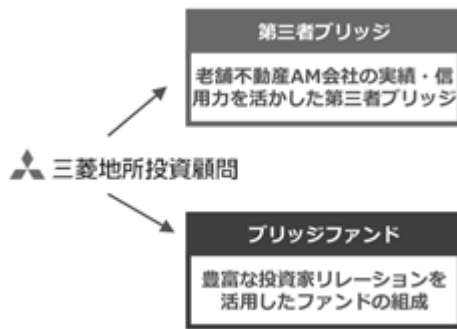 第三者ブリッジ
老舗不動産AM会社の実績・信
用力を活かした第三者ブリッジ
三菱地所投資顧問
ブリッジファンド
豊富な投資家リレーションを
活用したファンドの組成